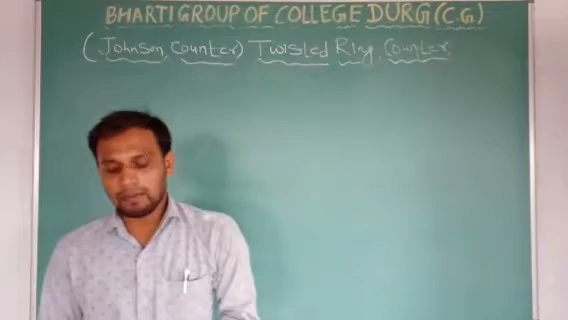 BHARTI GROUP OF COLLEGE DURG (C.G.)
(Johnson Counter) Twisted Ring Counter